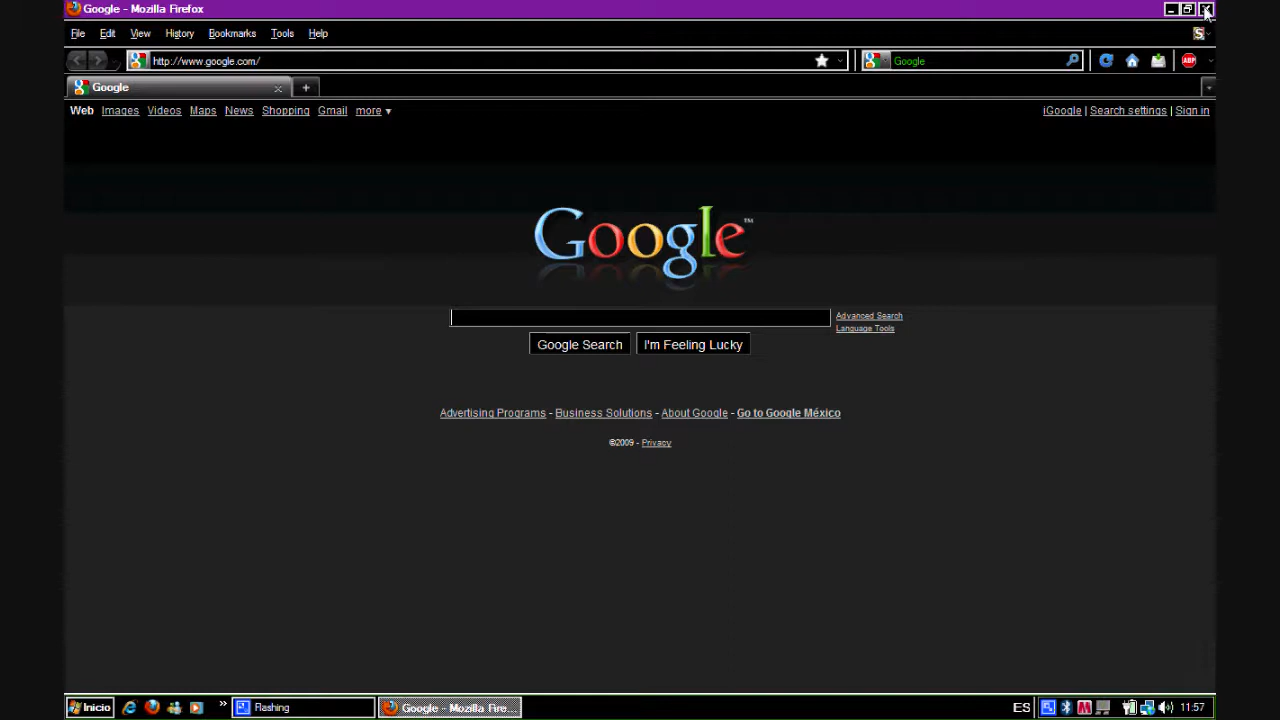 Google - Mozilla Firefox
File Edit View History Bookmarks Tools Help
http://www.google.com/ Google ABP
Google
Web Images Videos Maps News Shopping Gmail more ▼ iGoogle | Search settings | Sign in
Google™
Advanced Search
Language Tools
Google Search I'm Feeling Lucky
Advertising Programs - Business Solutions - About Google - Go to Google México
©2009 - Privacy
Inicio » Flashing Google - Mozilla Fire... ES 11:57